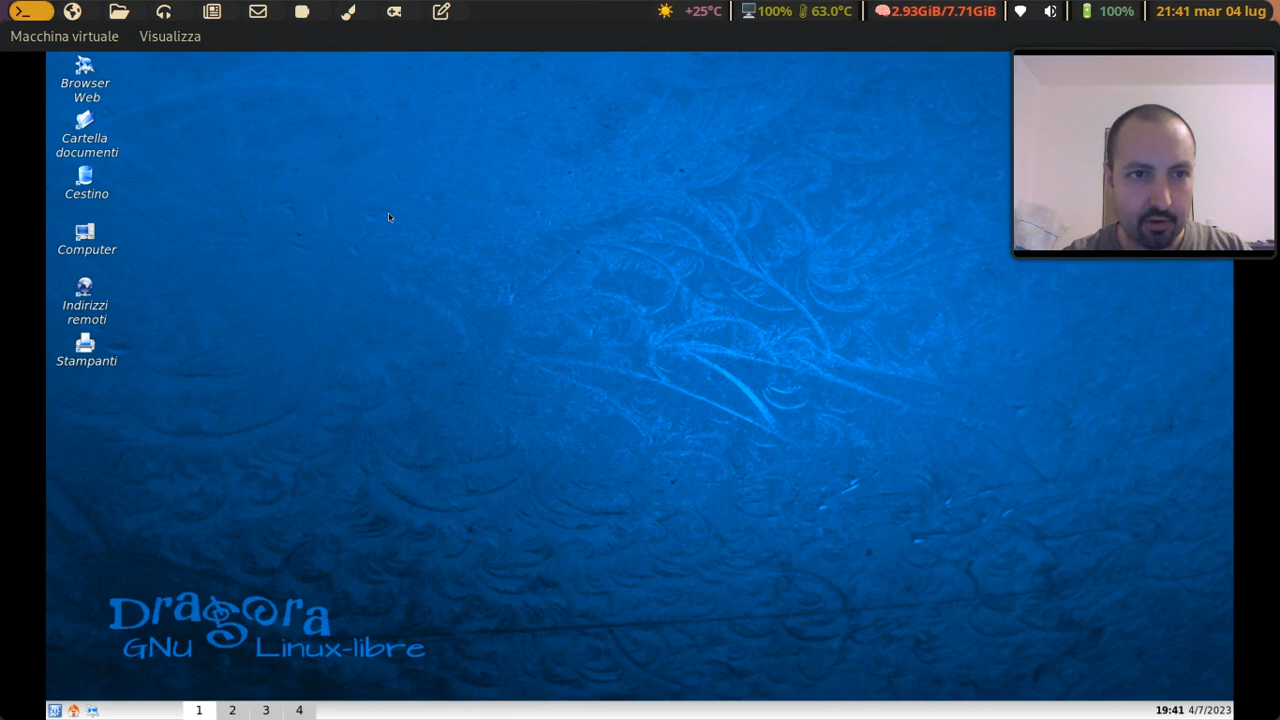 +25°C 100% 63.0°C 2.93GiB/7.71GiB 100% 21:41 mar 04 lug
Macchina virtuale Visualizza
Browser
Web
Cartella
documenti
Cestino
Computer
Indirizzi
remoti
Stampanti
Dragora
GNU Linux-libre
1 2 3 4 19:41 4/7/2023